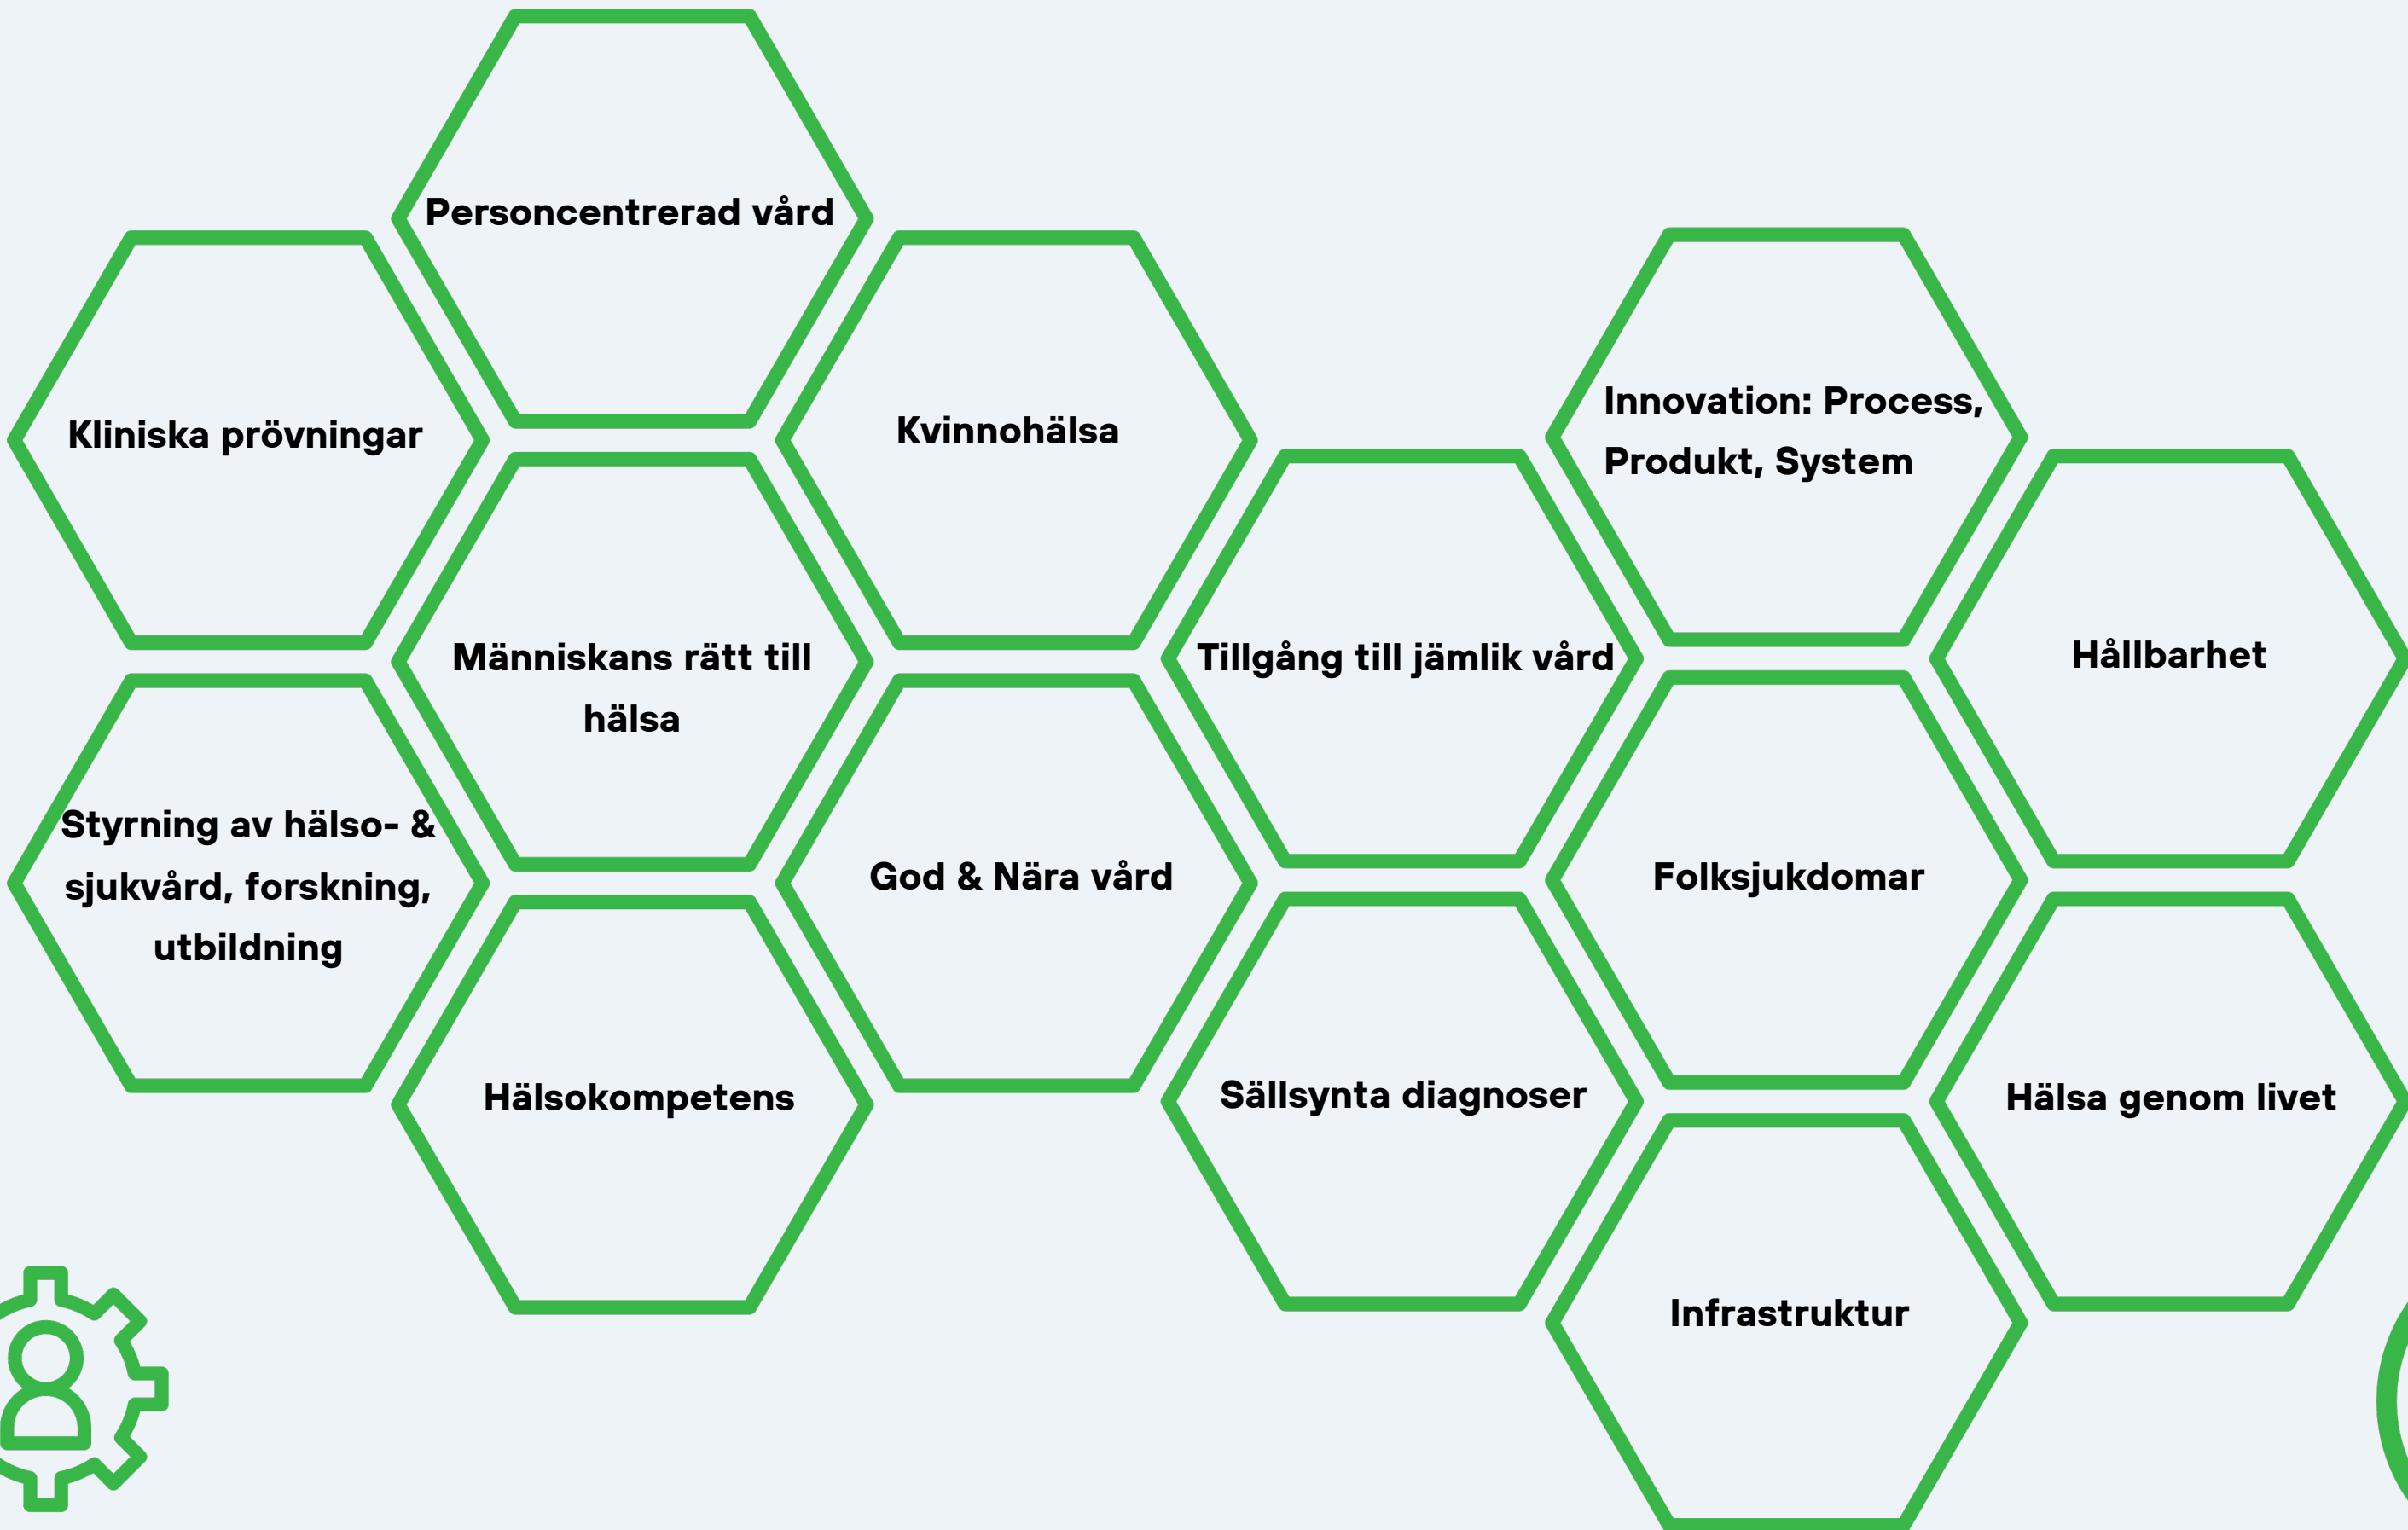 Personcentrerad vård
Kliniska prövningar
Kvinnohälsa
Innovation: Process,
Produkt, System
Människans rätt till
hälsa
Tillgång till jämlik vård
Hållbarhet
Styrning av hälso- &
sjukvård, forskning,
utbildning
God & Nära vård
Folksjukdomar
Hälsokompetens
Sällsynta diagnoser
Hälsa genom livet
Infrastruktur